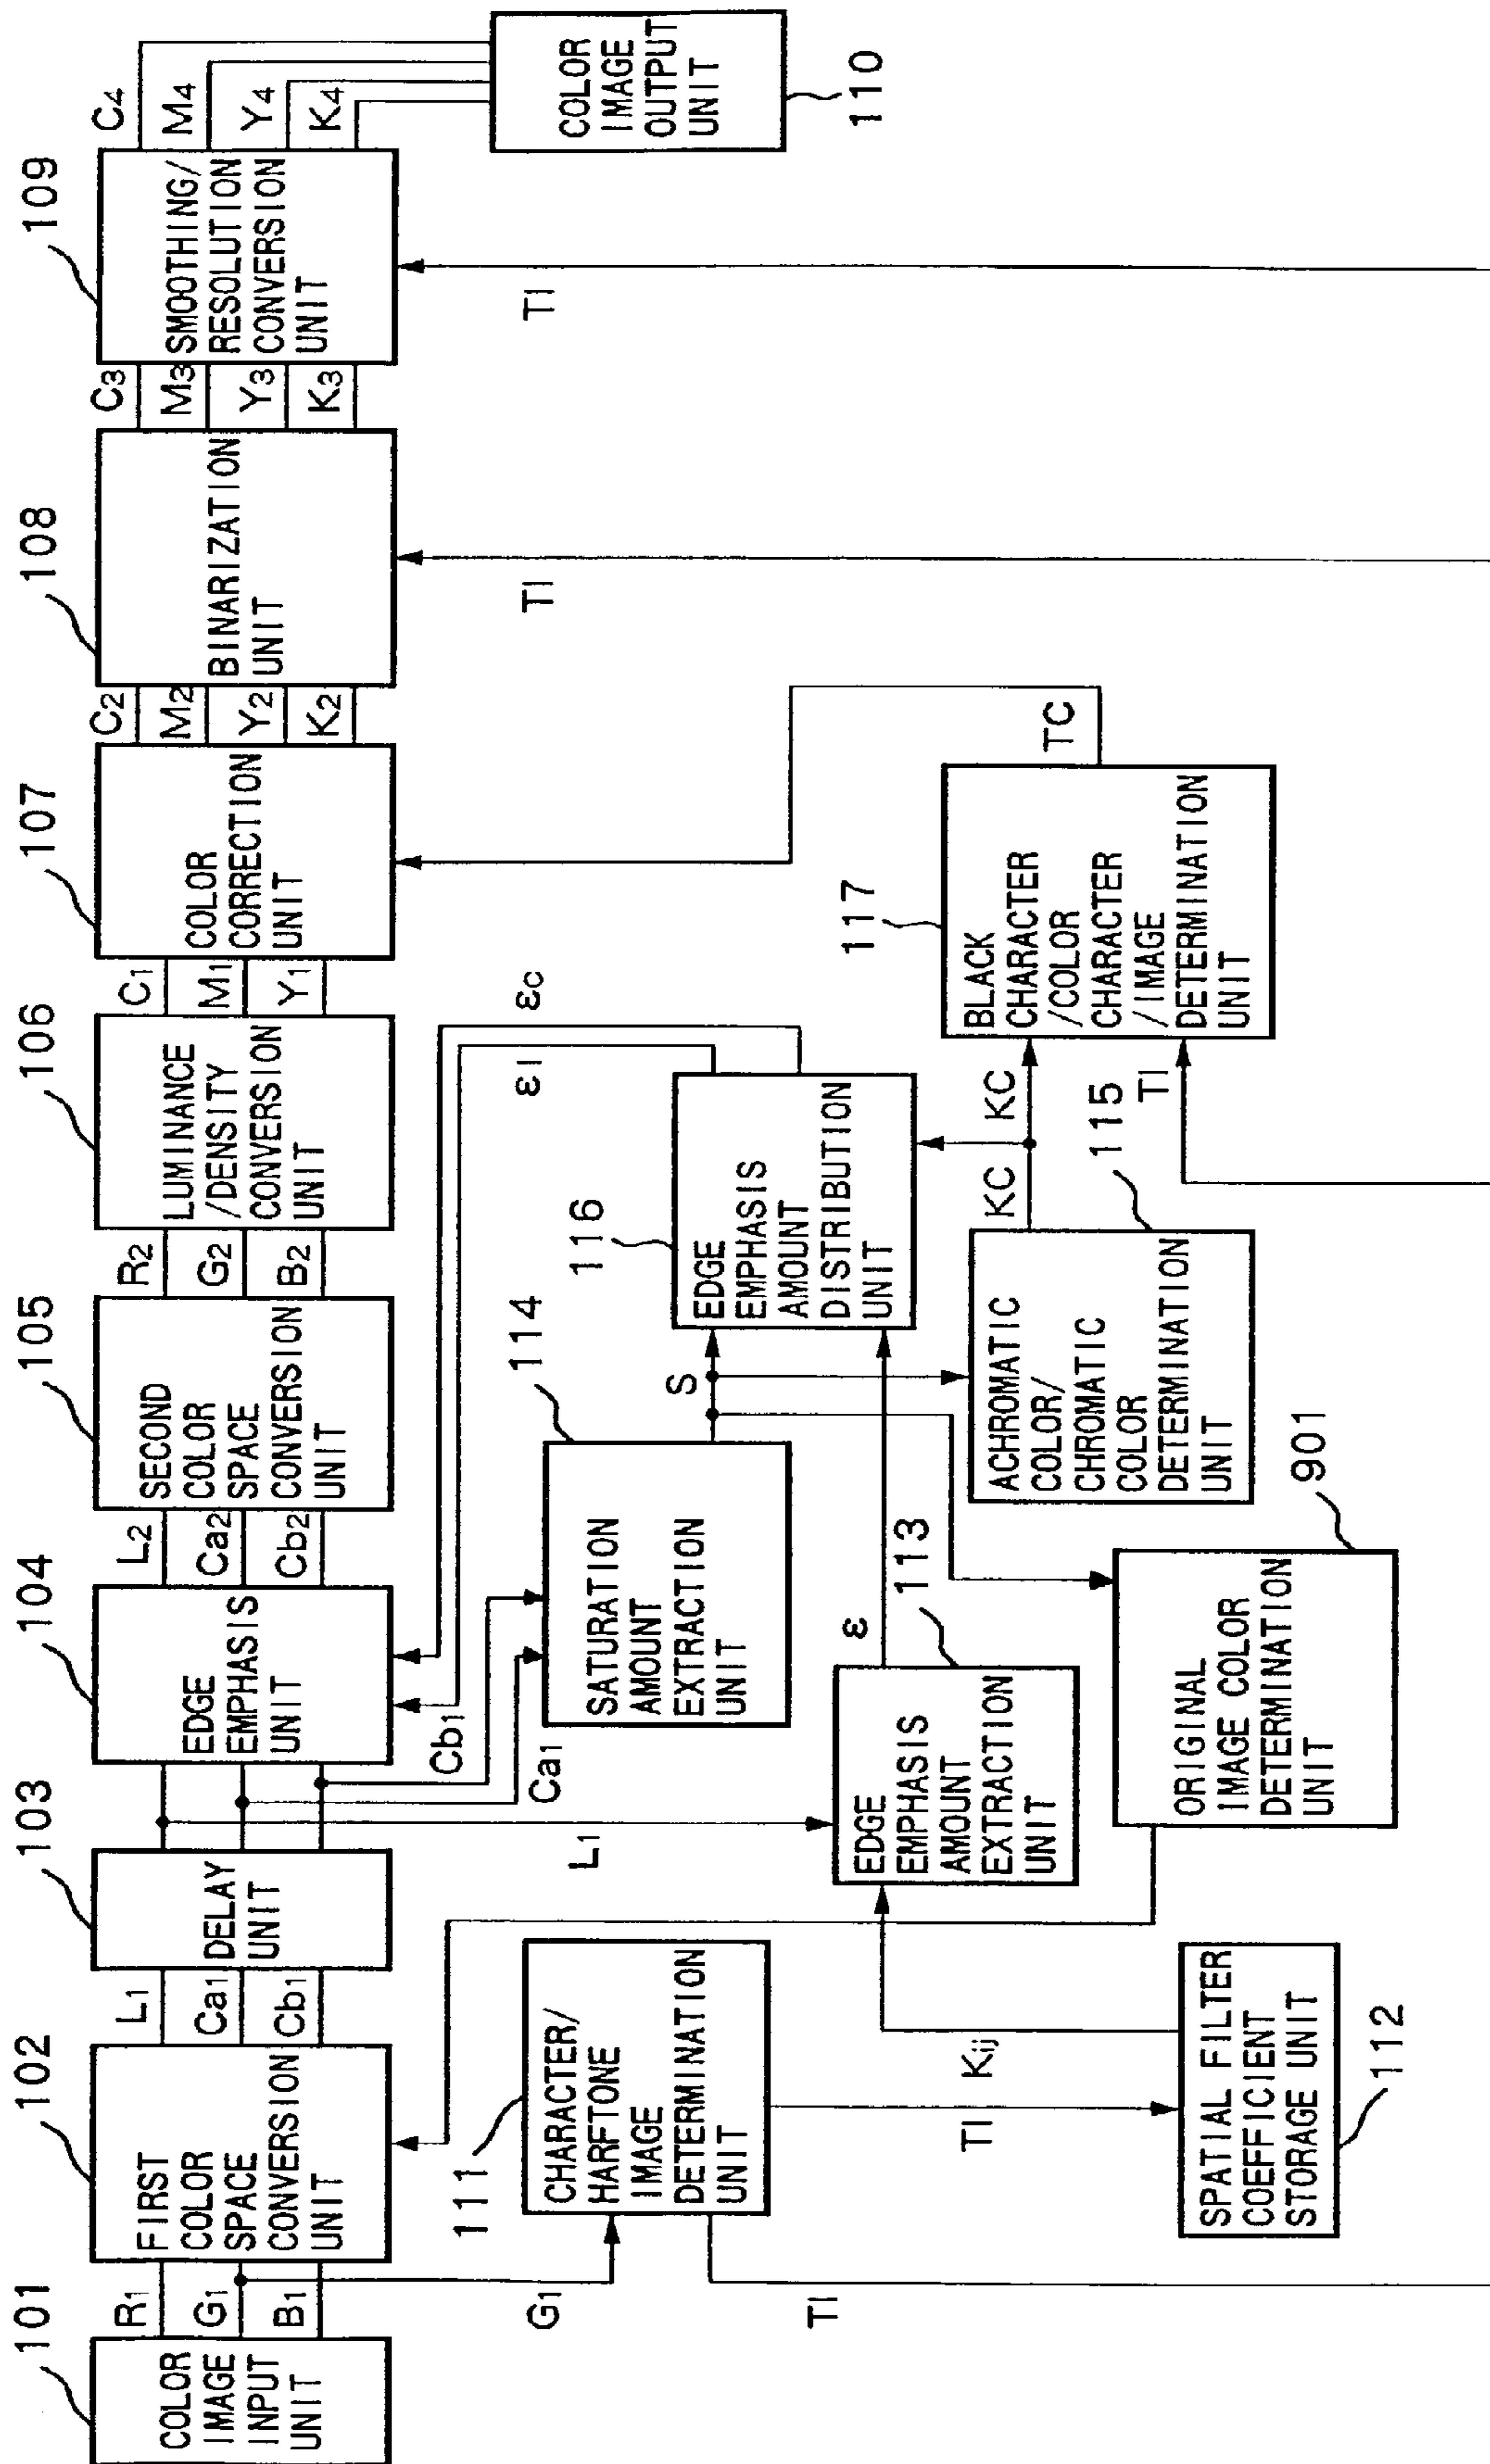 101
COLOR
IMAGE
INPUT
UNIT
R1
G1
B1
102
FIRST
COLOR
SPACE
CONVERSION
UNIT
L1
Ca1
Cb1
103
DELAY
UNIT
104
EDGE
EMPHASIS
UNIT
L2
Ca2
Cb2
105
SECOND
COLOR
SPACE
CONVERSION
UNIT
R2
G2
B2
106
LUMINANCE
/DENSITY
CONVERSION
UNIT
C1
M1
Y1
107
COLOR
CORRECTION
UNIT
C2
M2
Y2
K2
108
BINARIZATION
UNIT
C3
M3
Y3
K3
109
SMOOTHING/
RESOLUTION
CONVERSION
UNIT
C4
M4
Y4
K4
COLOR
IMAGE
OUTPUT
UNIT
110
G1
TI
111
CHARACTER/
HARFTONE
IMAGE
DETERMINATION
UNIT
TI
Kij
SPATIAL FILTER
COEFFICIENT
STORAGE UNIT
112
L1
Ca1
Cb1
EDGE
EMPHASIS
AMOUNT
EXTRACTION
UNIT
113
ε
SATURATION
AMOUNT
EXTRACTION
UNIT
114
S
ORIGINAL
IMAGE COLOR
DETERMINATION
UNIT
901
116
EDGE
EMPHASIS
AMOUNT
DISTRIBUTION
UNIT
εl
εc
ACHROMATIC
COLOR/
CHROMATIC
COLOR
DETERMINATION
UNIT
115
KC
KC
TI
117
BLACK
CHARACTER
/COLOR
CHARACTER
/IMAGE
DETERMINATION
UNIT
TC
TI
TI